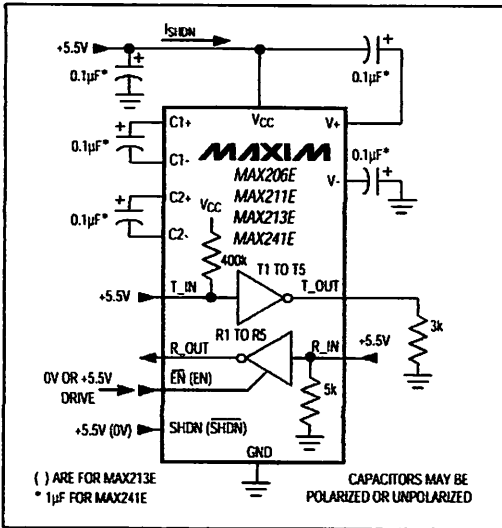 I_SHDN
+5.5V
0.1µF*
0.1µF*
VCC
V+
C1+
0.1µF*
C1-
MAXIM
MAX206E
MAX211E
MAX213E
MAX241E
V-
0.1µF*
C2+
0.1µF*
C2-
VCC
400k
T1 TO T5
+5.5V
T_IN
T_OUT
3k
R1 TO R5
R_OUT
R_IN
+5.5V
0V OR +5.5V
DRIVE
E̅N̅ (EN)
5k
+5.5V (0V)
SHDN (S̅H̅D̅N̅)
GND
( ) ARE FOR MAX213E
* 1µF FOR MAX241E
CAPACITORS MAY BE
POLARIZED OR UNPOLARIZED